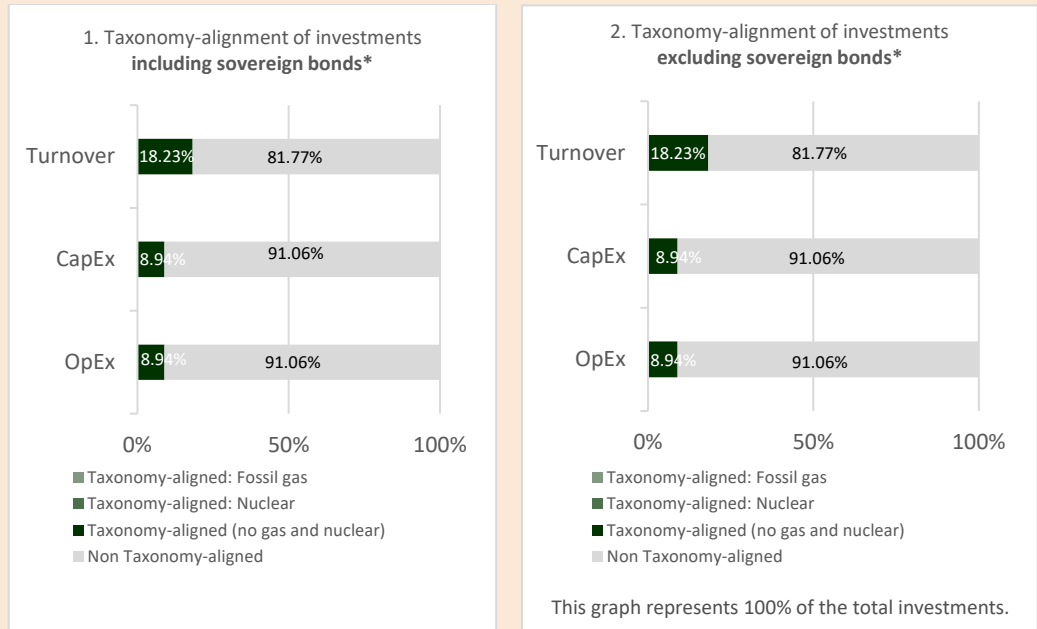 1. Taxonomy-alignment of investments
including sovereign bonds*
Turnover
18.23%
81.77%
CapEx
8.94%
91.06%
OpEx
8.94%
91.06%
0%
50%
100%
Taxonomy-aligned: Fossil gas
Taxonomy-aligned: Nuclear
Taxonomy-aligned (no gas and nuclear)
Non Taxonomy-aligned
2. Taxonomy-alignment of investments
excluding sovereign bonds*
Turnover
18.23%
81.77%
CapEx
8.94%
91.06%
OpEx
8.94%
91.06%
0%
50%
100%
Taxonomy-aligned: Fossil gas
Taxonomy-aligned: Nuclear
Taxonomy-aligned (no gas and nuclear)
Non Taxonomy-aligned
This graph represents 100% of the total investments.